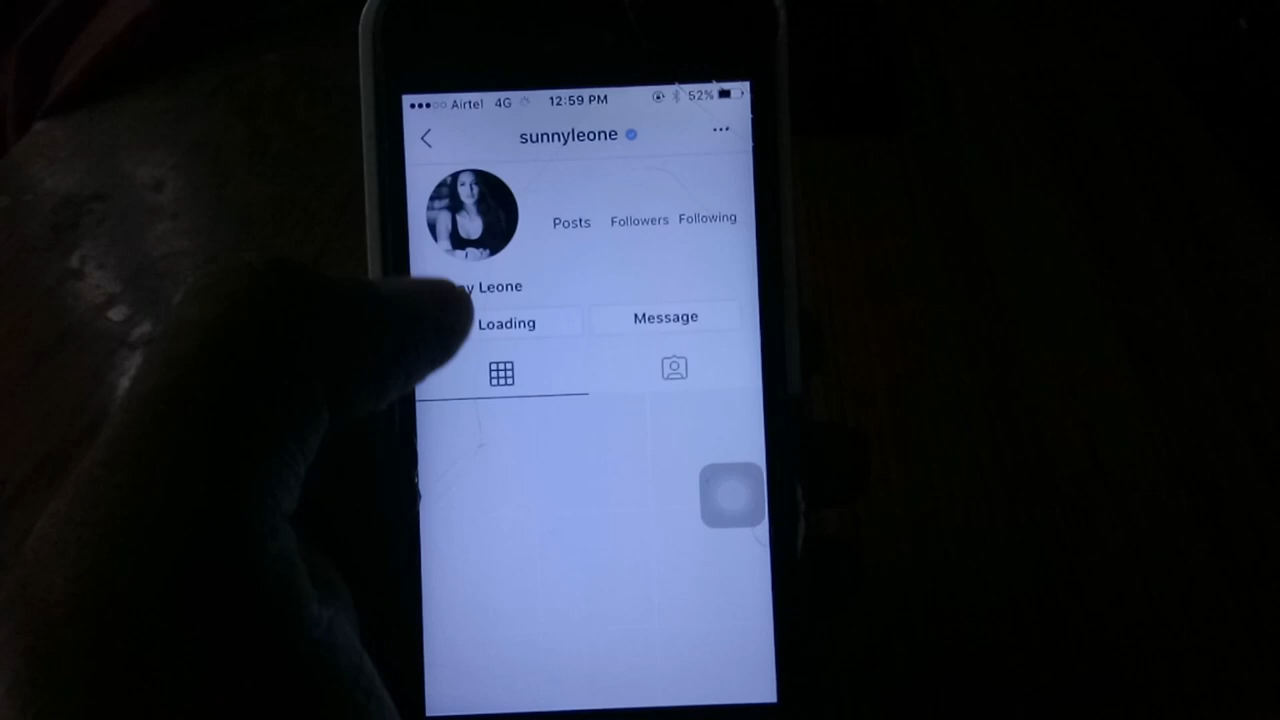 Airtel 4G 12:59 PM 52%
sunnyleone
Posts Followers Following
Leone
Loading Message